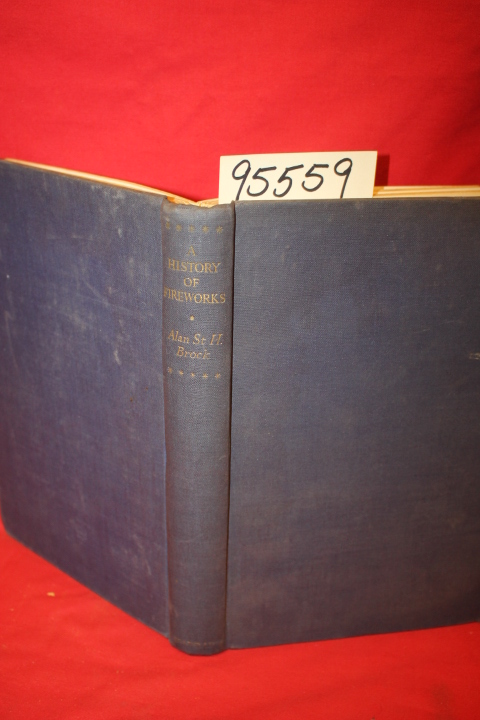 95559
A
HISTORY
OF
FIREWORKS
Alan St H.
Brock